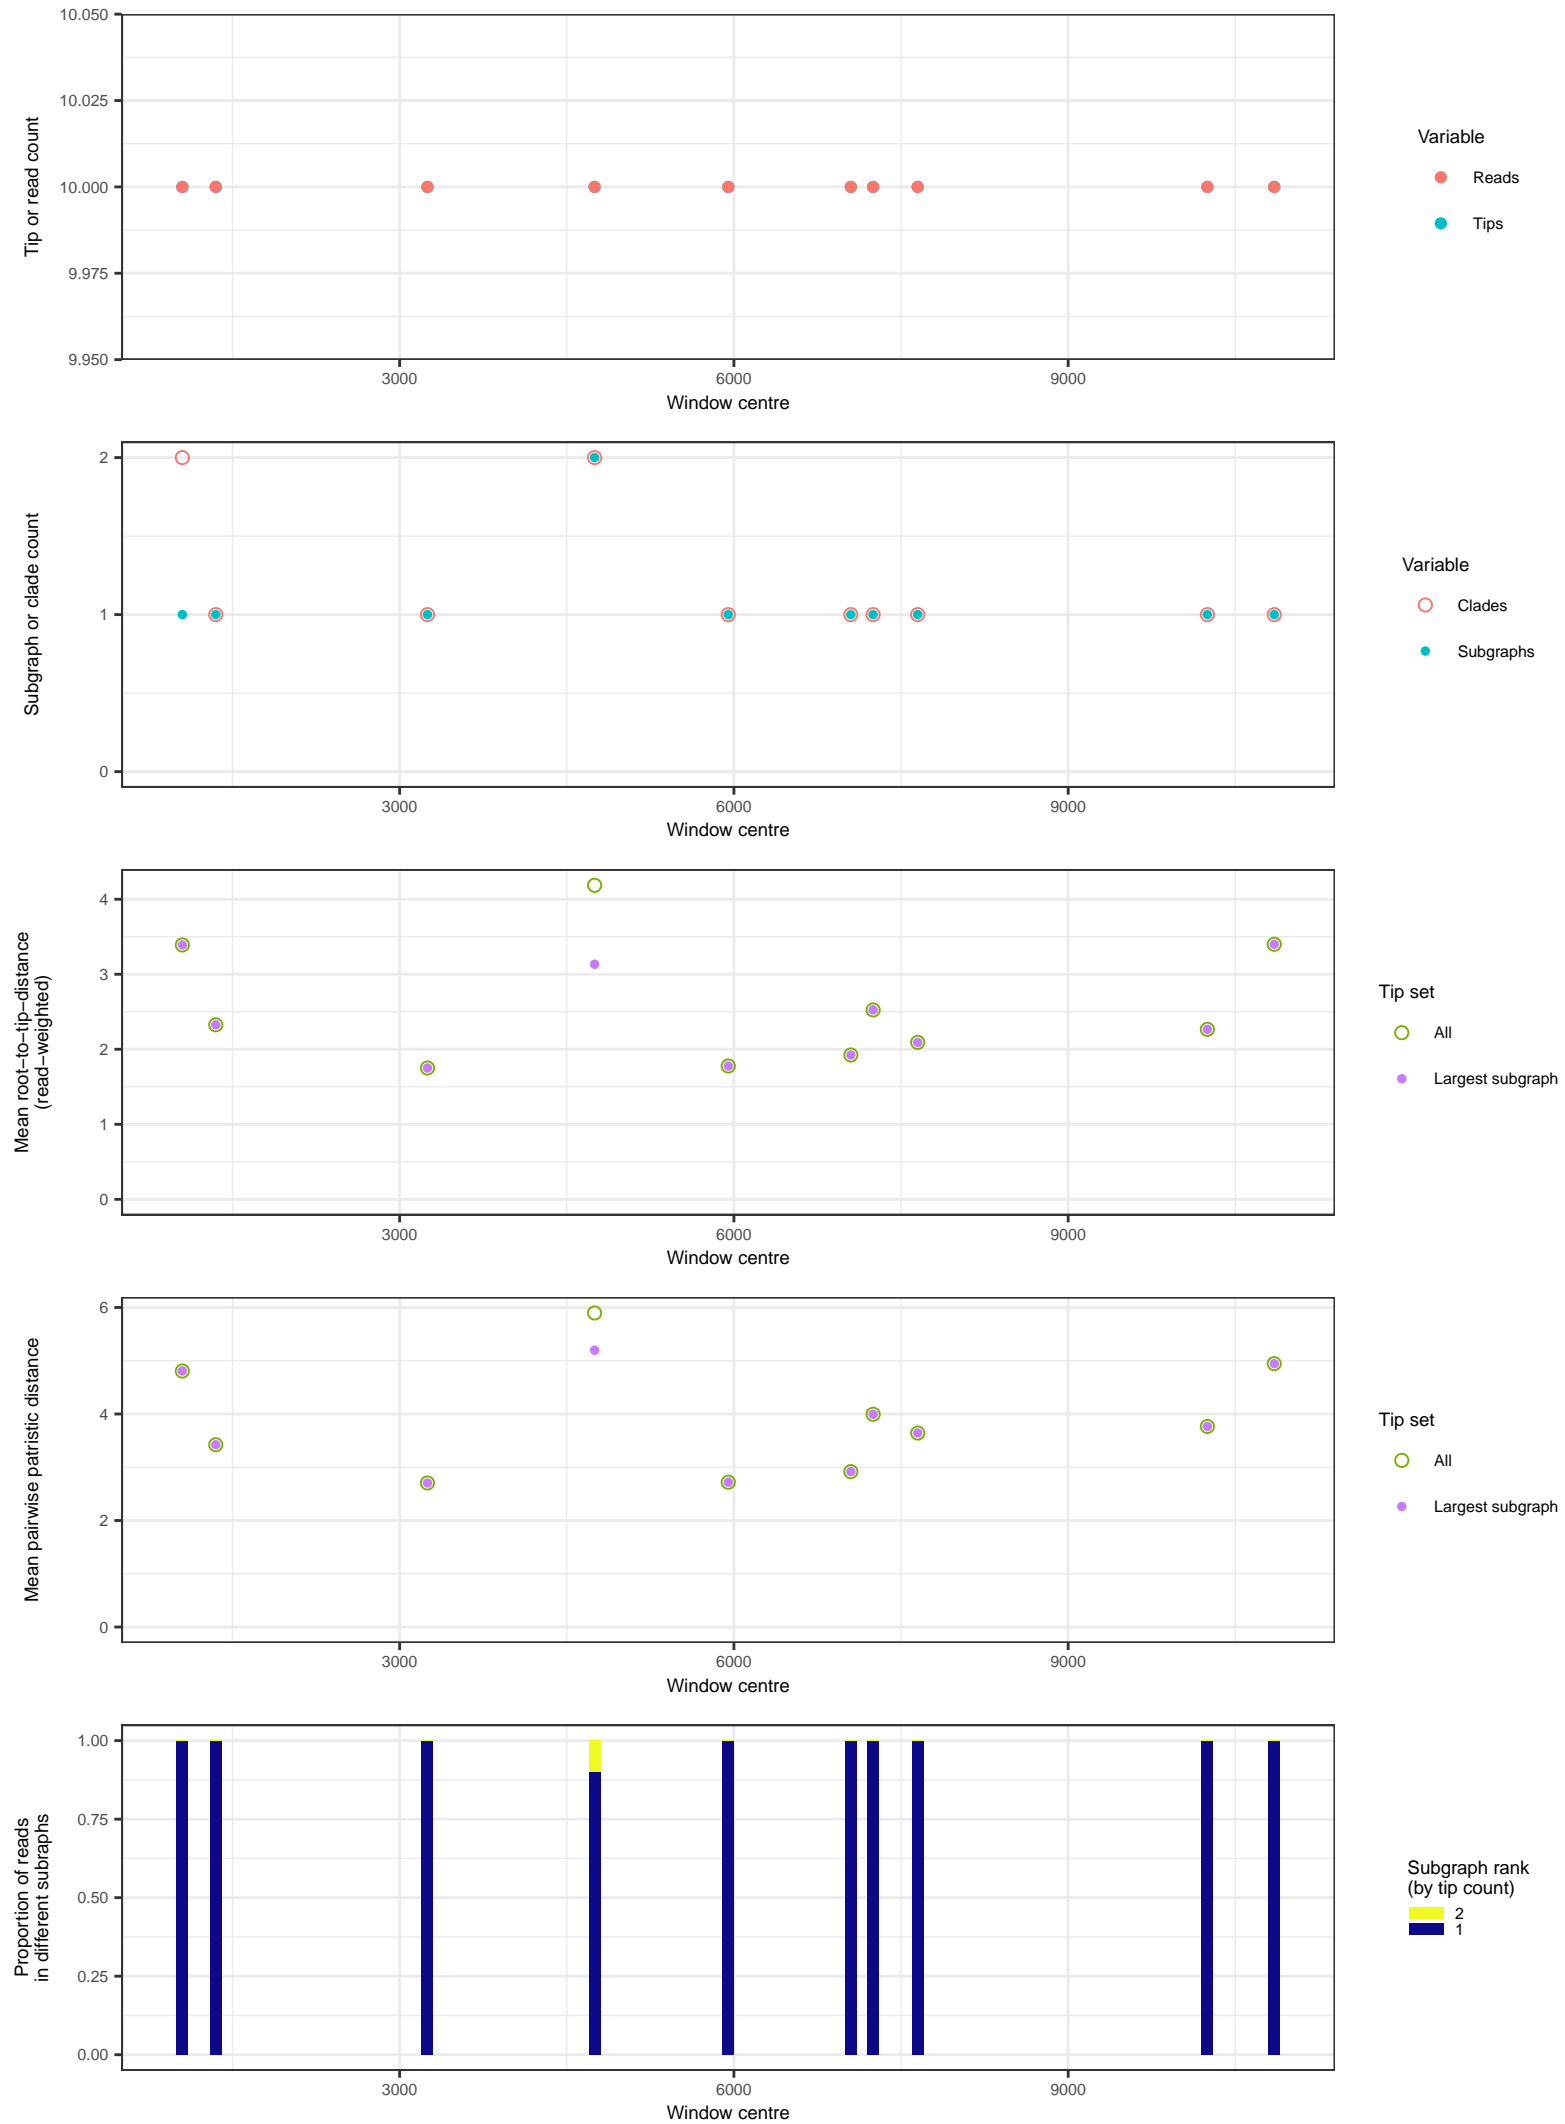 10.050
10.025
10.000
9.975
9.950
Tip or read count
3000
6000
9000
Window centre
Variable
Reads
Tips
2
1
0
Subgraph or clade count
3000
6000
9000
Window centre
Variable
Clades
Subgraphs
4
3
2
1
0
Mean root−to−tip−distance
(read−weighted)
3000
6000
9000
Window centre
Tip set
All
Largest subgraph
6
4
2
0
Mean pairwise patristic distance
3000
6000
9000
Window centre
Tip set
All
Largest subgraph
1.00
0.75
0.50
0.25
0.00
Proportion of reads
in different subraphs
3000
6000
9000
Window centre
Subgraph rank
(by tip count)
2
1